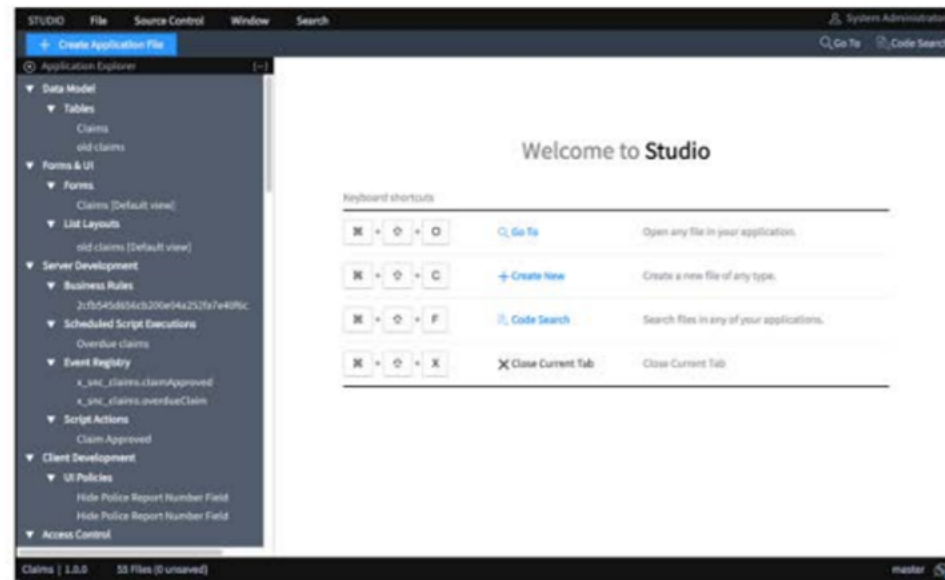 STUDIO File Source Control Window Search System Administrator
+ Create Application File Go To Code Search
Application Explorer [—]
▼ Data Model
▼ Tables
Claims
old claims
▼ Forms & UI
▼ Forms
Claims [Default view]
▼ List Layouts
old claims [Default view]
▼ Server Development
▼ Business Rules
▼ Scheduled Script Executions
Overdue claims
▼ Event Registry
x_snc_claims.claimApproved
x_snc_claims.overdueClaim
▼ Script Actions
Claim Approved
▼ Client Development
▼ UI Policies
Hide Police Report Number Field
Hide Police Report Number Field
▼ Access Control
Welcome to Studio
Keyboard shortcuts
⌘ + ⇧ + O Go To Open any file in your application.
⌘ + ⇧ + C + Create New Create a new file of any type.
⌘ + ⇧ + F Code Search Search files in any of your applications.
⌘ + ⇧ + X X Close Current Tab Close Current Tab
Claims | 1.0.0 55 Files (0 unsaved) master